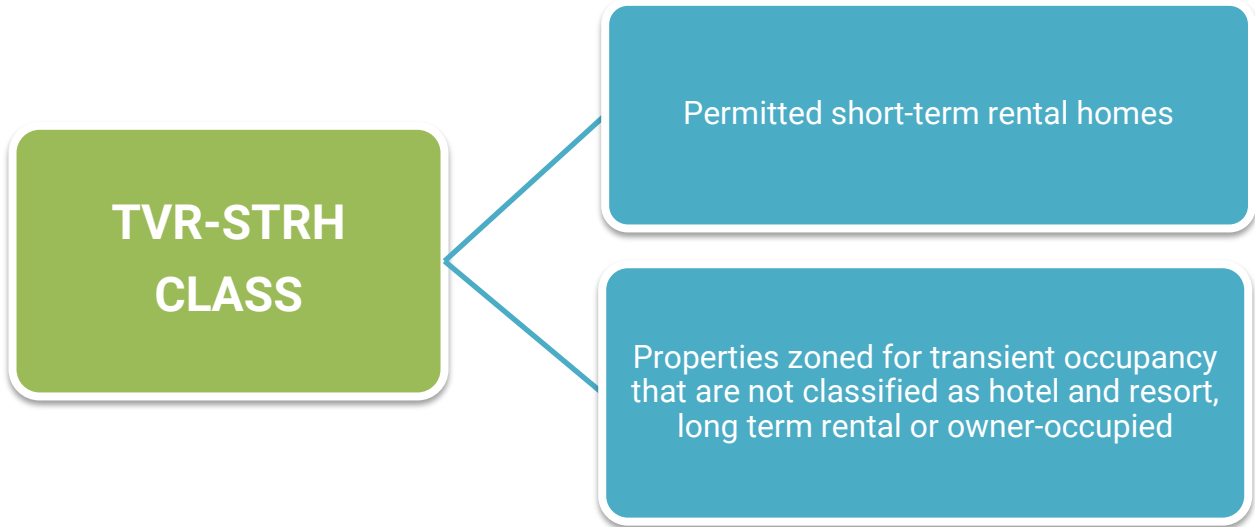 TVR-STRH
CLASS
Permitted short-term rental homes
Properties zoned for transient occupancy
that are not classified as hotel and resort,
long term rental or owner-occupied